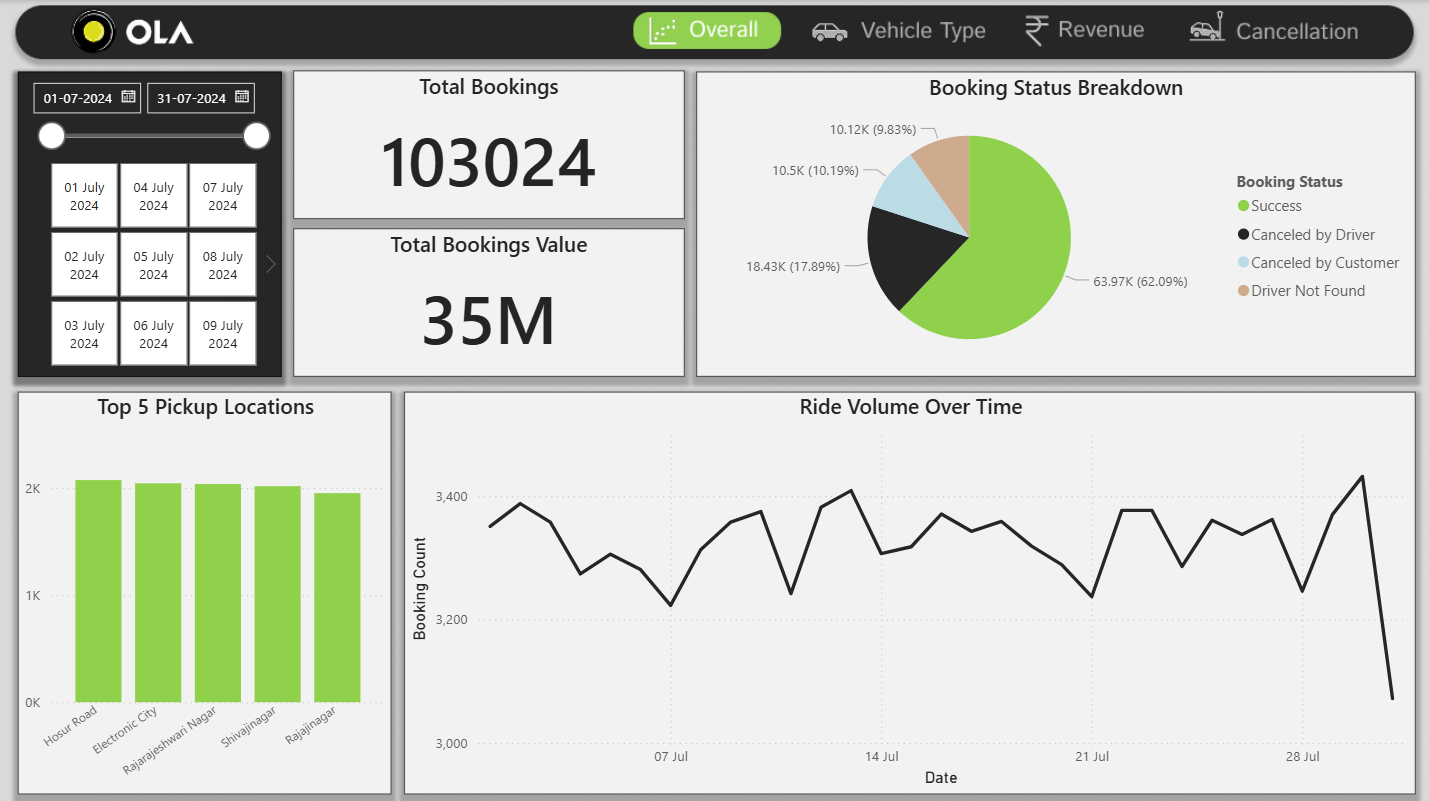 OLA
Overall
Vehicle Type
Revenue
Cancellation
01-07-2024
31-07-2024
01 July
2024
04 July
2024
07 July
2024
02 July
2024
05 July
2024
08 July
2024
03 July
2024
06 July
2024
09 July
2024
Total Bookings
103024
Total Bookings Value
35M
Booking Status Breakdown
10.12K (9.83%)
10.5K (10.19%)
18.43K (17.89%)
63.97K (62.09%)
Booking Status
Success
Canceled by Driver
Canceled by Customer
Driver Not Found
Top 5 Pickup Locations
2K
1K
0K
Hosur Road
Electronic City
Rajarajeshwari Nagar
Shivajinagar
Rajajinagar
Ride Volume Over Time
Booking Count
3,400
3,200
3,000
07 Jul
14 Jul
21 Jul
28 Jul
Date